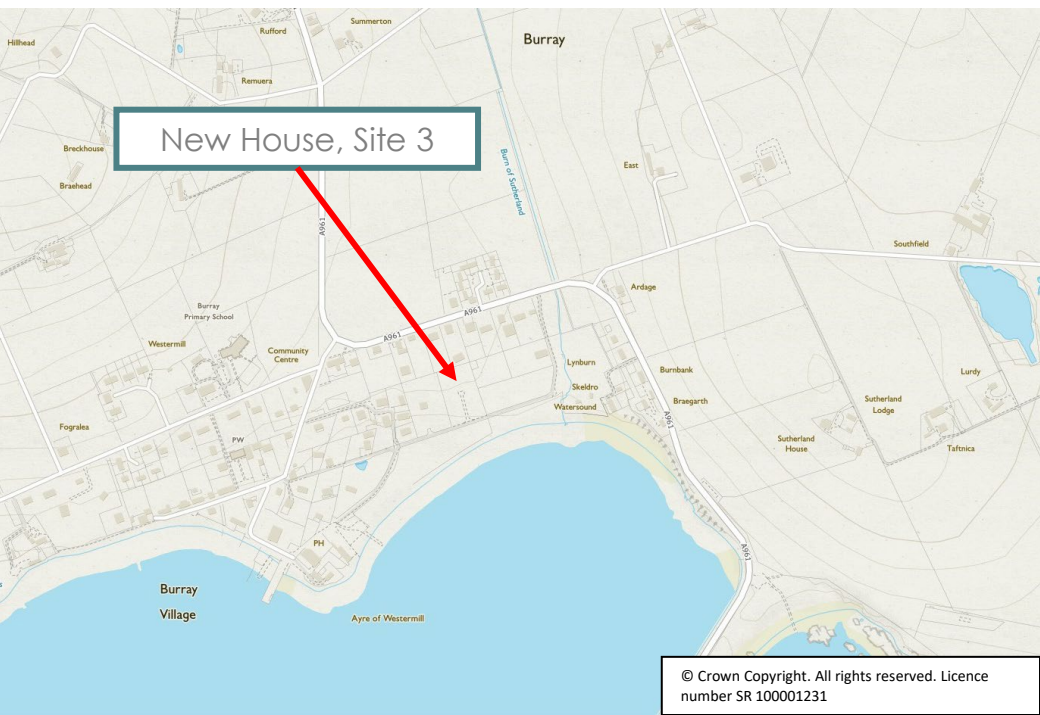 Summerton
Rufford
Burray
Hillhead
Remuera
New House, Site 3
Breckhouse
Braehead
Burn of Sutherland
East
A961
Southfield
Ardage
A961
A961
Burray
Primary School
Westermill
Community
Centre
Lynburn
Skeldro
Watersound
Burnbank
Braegarth
A961
Lurdy
Sutherland
Lodge
Fogralea
PW
Sutherland
House
Taftnica
PH
A961
Burray
Village
Ayre of Westermill
© Crown Copyright. All rights reserved. Licence
number SR 100001231